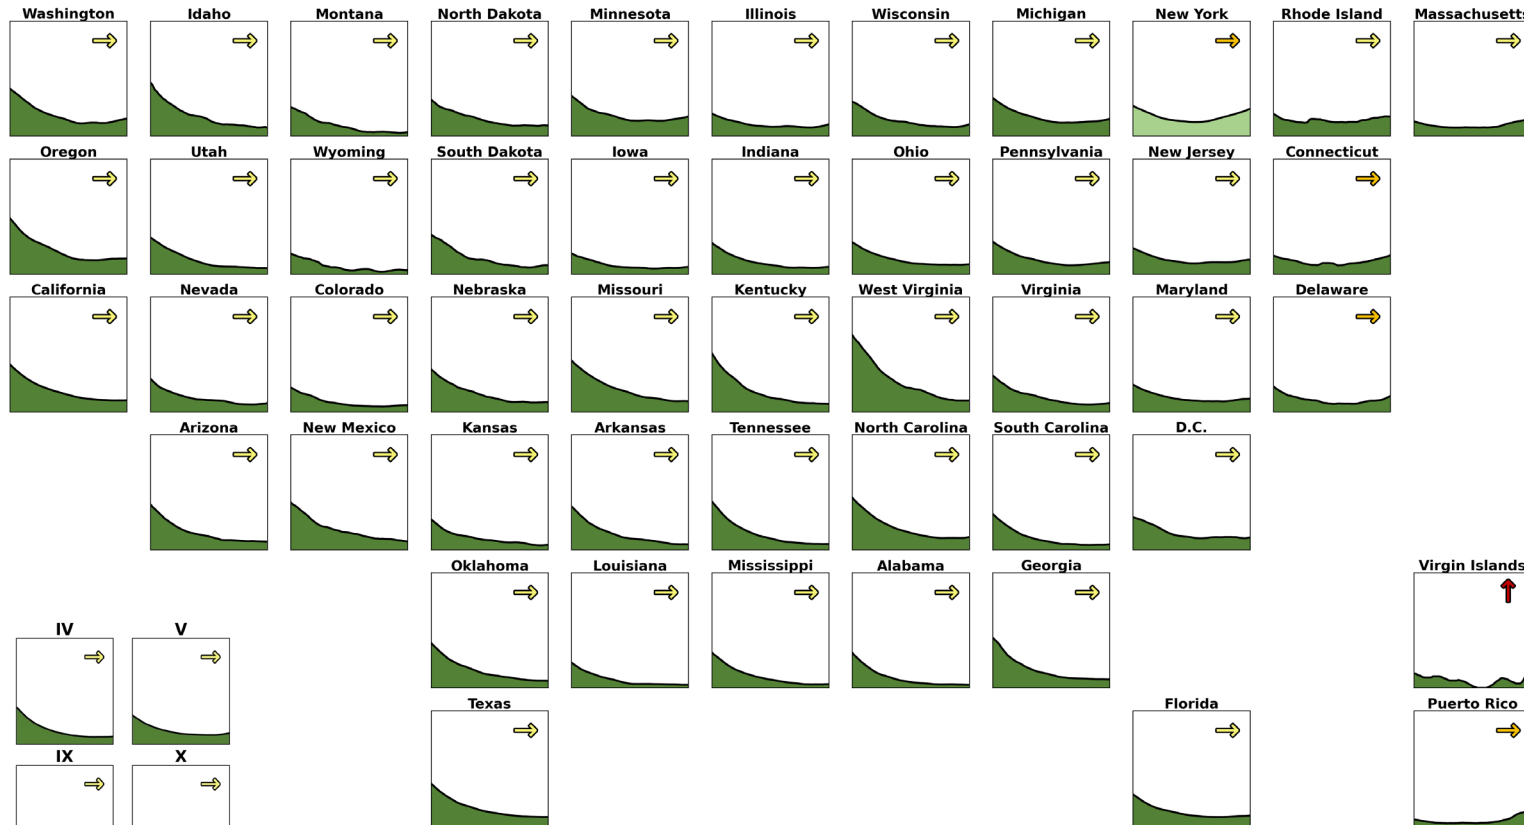 Washington Idaho Montana North Dakota Minnesota Illinois Wisconsin Michigan New York Rhode Island Massachusetts
Oregon Utah Wyoming South Dakota Iowa Indiana Ohio Pennsylvania New Jersey Connecticut
California Nevada Colorado Nebraska Missouri Kentucky West Virginia Virginia Maryland Delaware
Arizona New Mexico Kansas Arkansas Tennessee North Carolina South Carolina D.C.
Oklahoma Louisiana Mississippi Alabama Georgia Virgin Islands
IV V
Texas Florida Puerto Rico
IX X